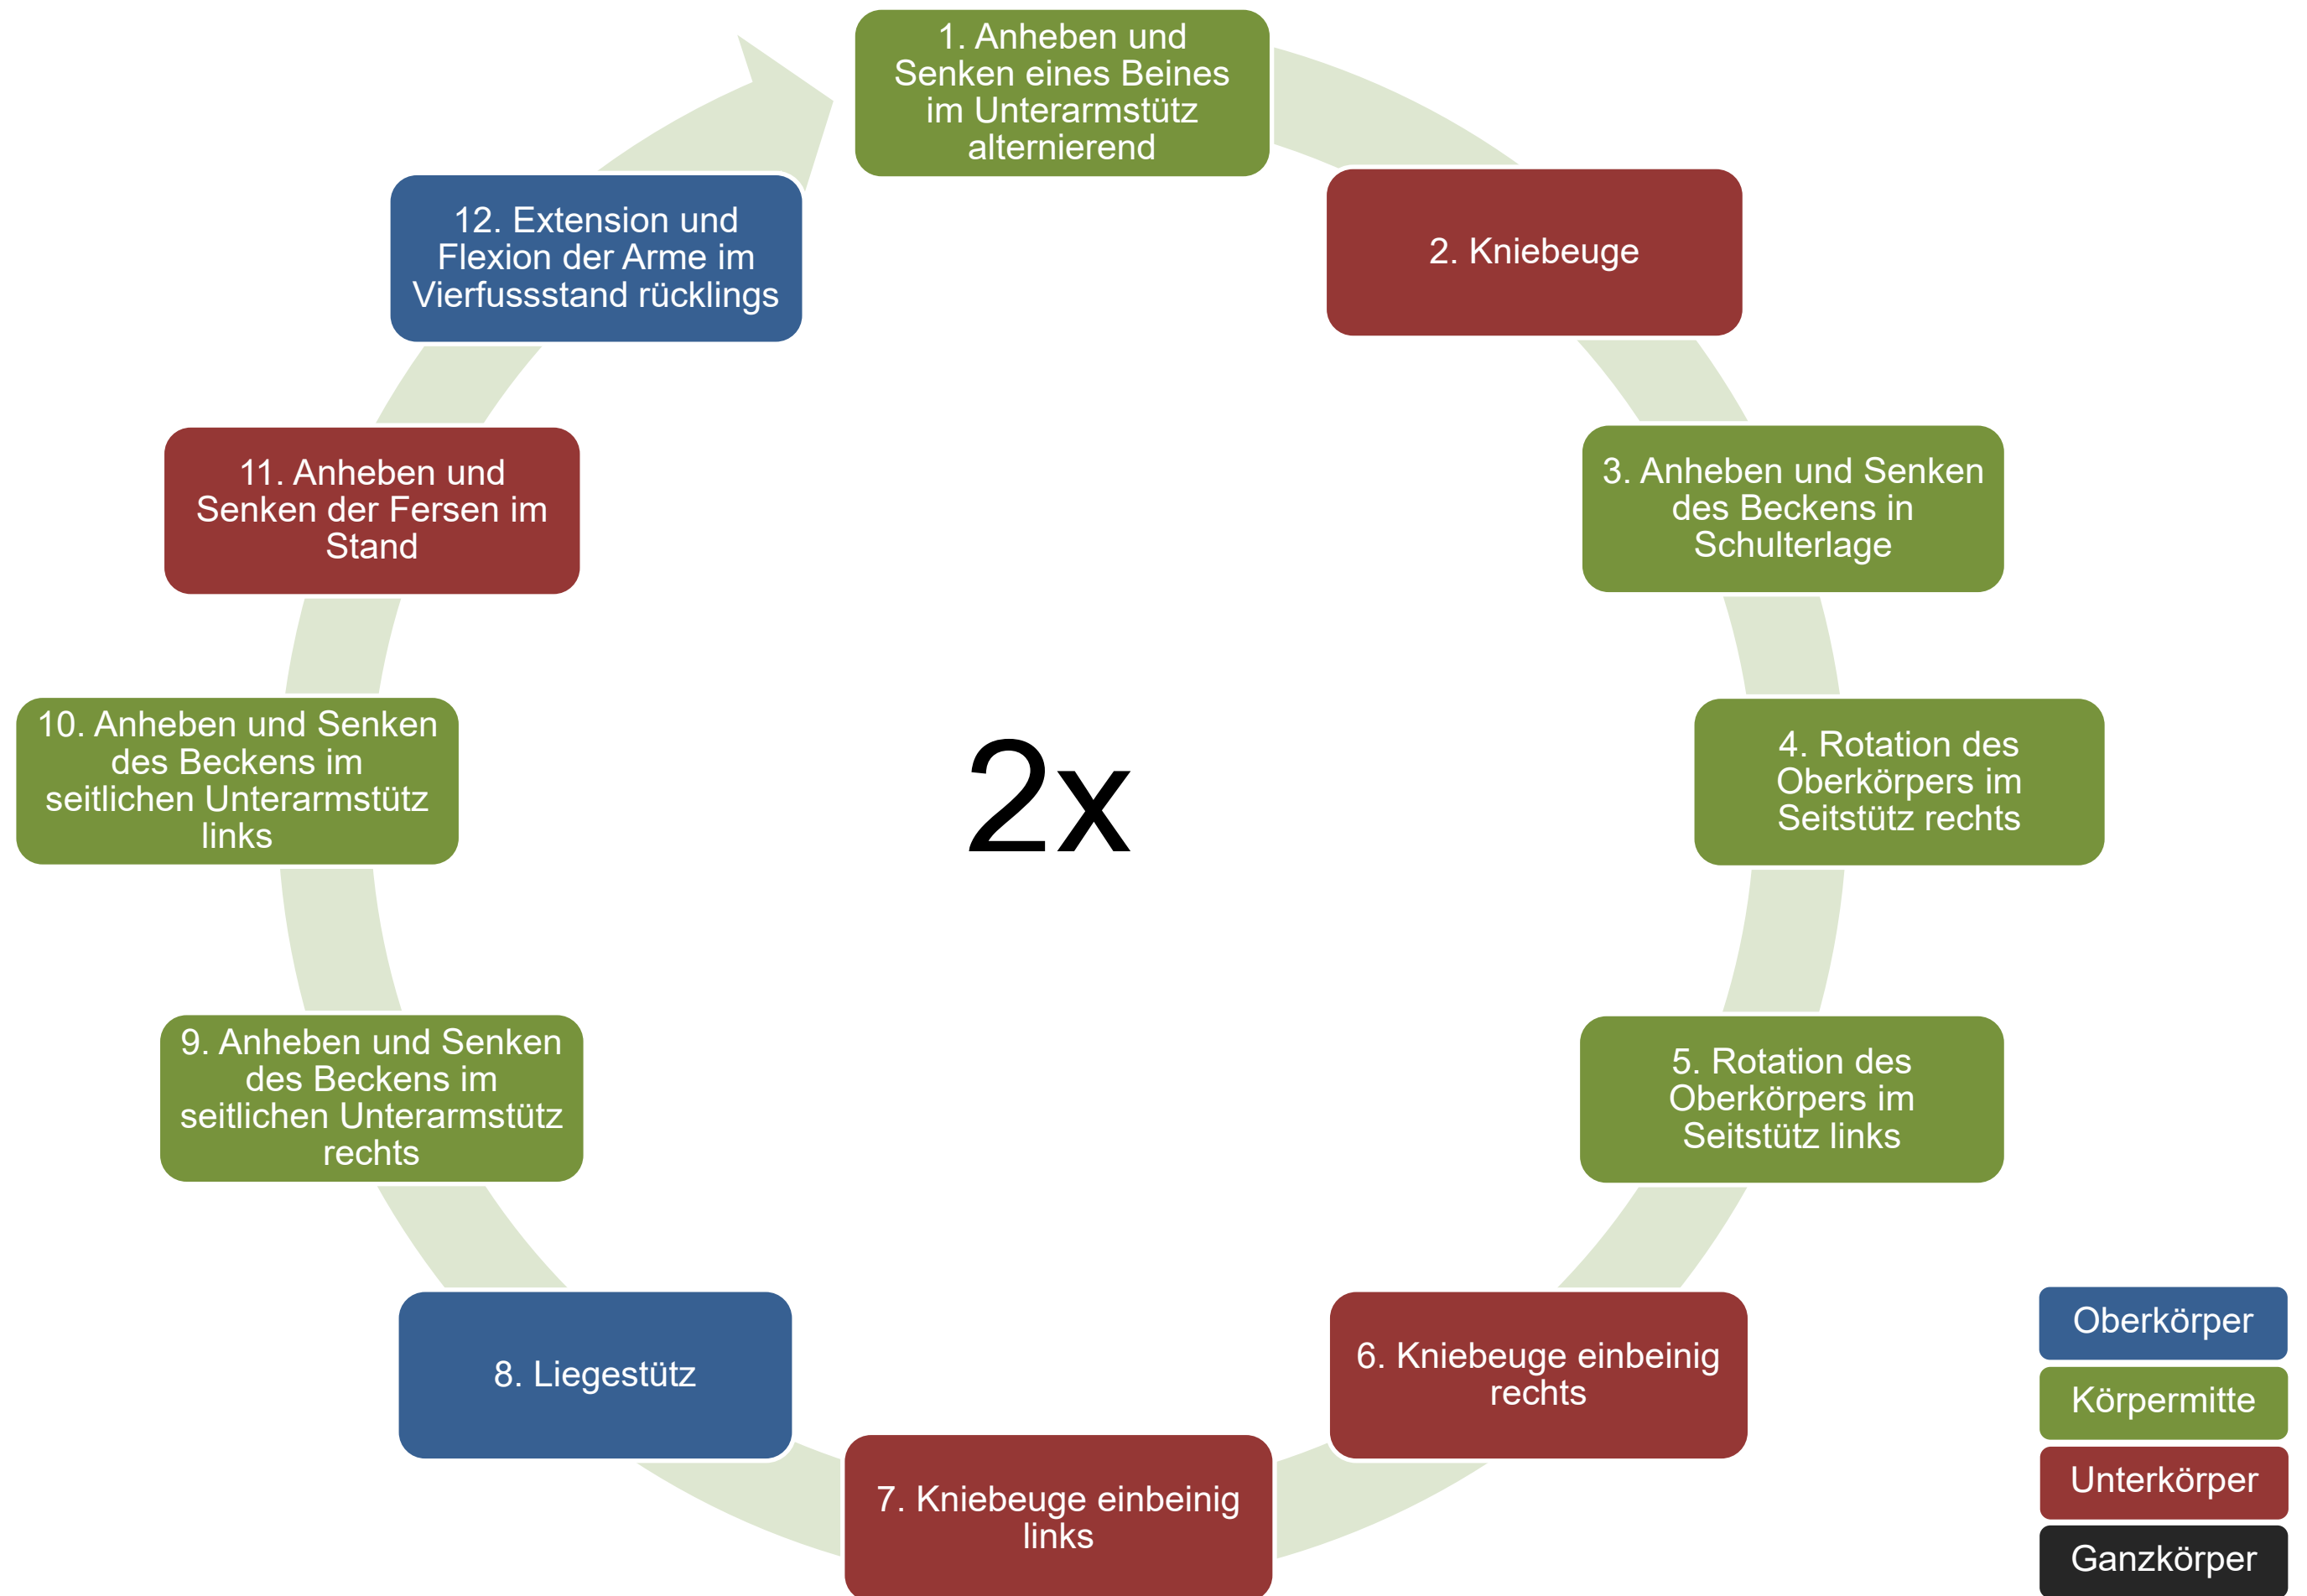 1. Anheben und
Senken eines Beines
im Unterarmstütz
alternierend
2. Kniebeuge
3. Anheben und Senken
des Beckens in
Schulterlage
4. Rotation des
Oberkörpers im
Seitstütz rechts
5. Rotation des
Oberkörpers im
Seitstütz links
6. Kniebeuge einbeinig
rechts
7. Kniebeuge einbeinig
links
8. Liegestütz
9. Anheben und Senken
des Beckens im
seitlichen Unterarmstütz
rechts
10. Anheben und Senken
des Beckens im
seitlichen Unterarmstütz
links
11. Anheben und
Senken der Fersen im
Stand
12. Extension und
Flexion der Arme im
Vierfussstand rücklings
2x
Oberkörper
Körpermitte
Unterkörper
Ganzkörper